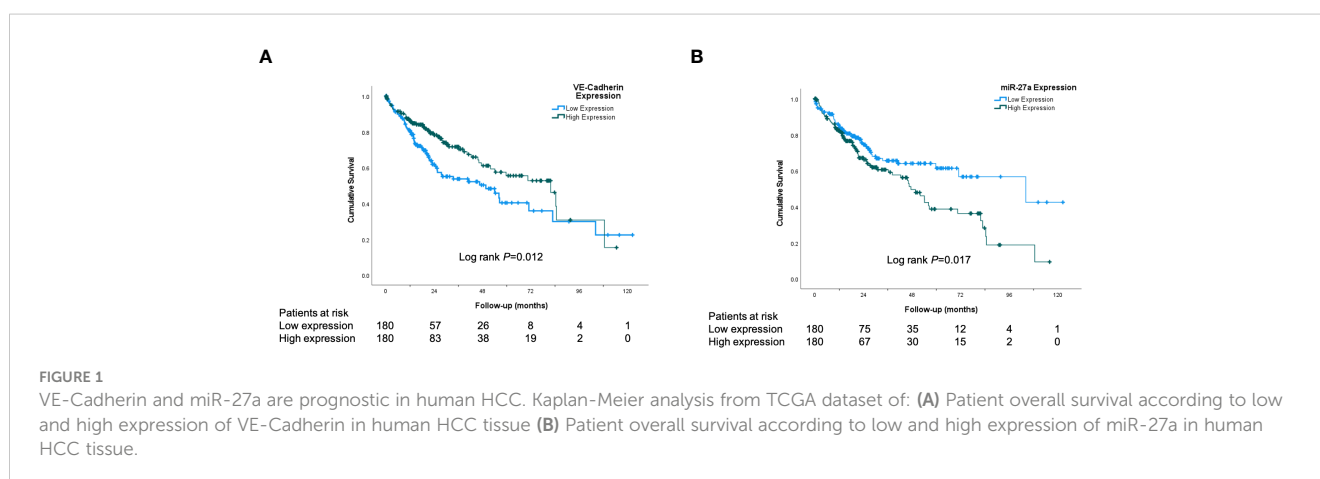 A
VE-Cadherin
Expression
Low Expression
High Expression
1.0
0.8
0.6
0.4
0.2
0.0
Cumulative Survival
Log rank P=0.012
0 24 48 72 96 120
Follow-up (months)
Patients at risk
Low expression 180 57 26 8 4 1
High expression 180 83 38 19 2 0
B
miR-27a Expression
Low Expression
High Expression
1.0
0.8
0.6
0.4
0.2
0.0
Cumulative Survival
Log rank P=0.017
0 24 48 72 96 120
Follow-up (months)
Patients at risk
Low expression 180 75 35 12 4 1
High expression 180 67 30 15 2 0
FIGURE 1
VE-Cadherin and miR-27a are prognostic in human HCC. Kaplan-Meier analysis from TCGA dataset of: (A) Patient overall survival according to low
and high expression of VE-Cadherin in human HCC tissue (B) Patient overall survival according to low and high expression of miR-27a in human
HCC tissue.